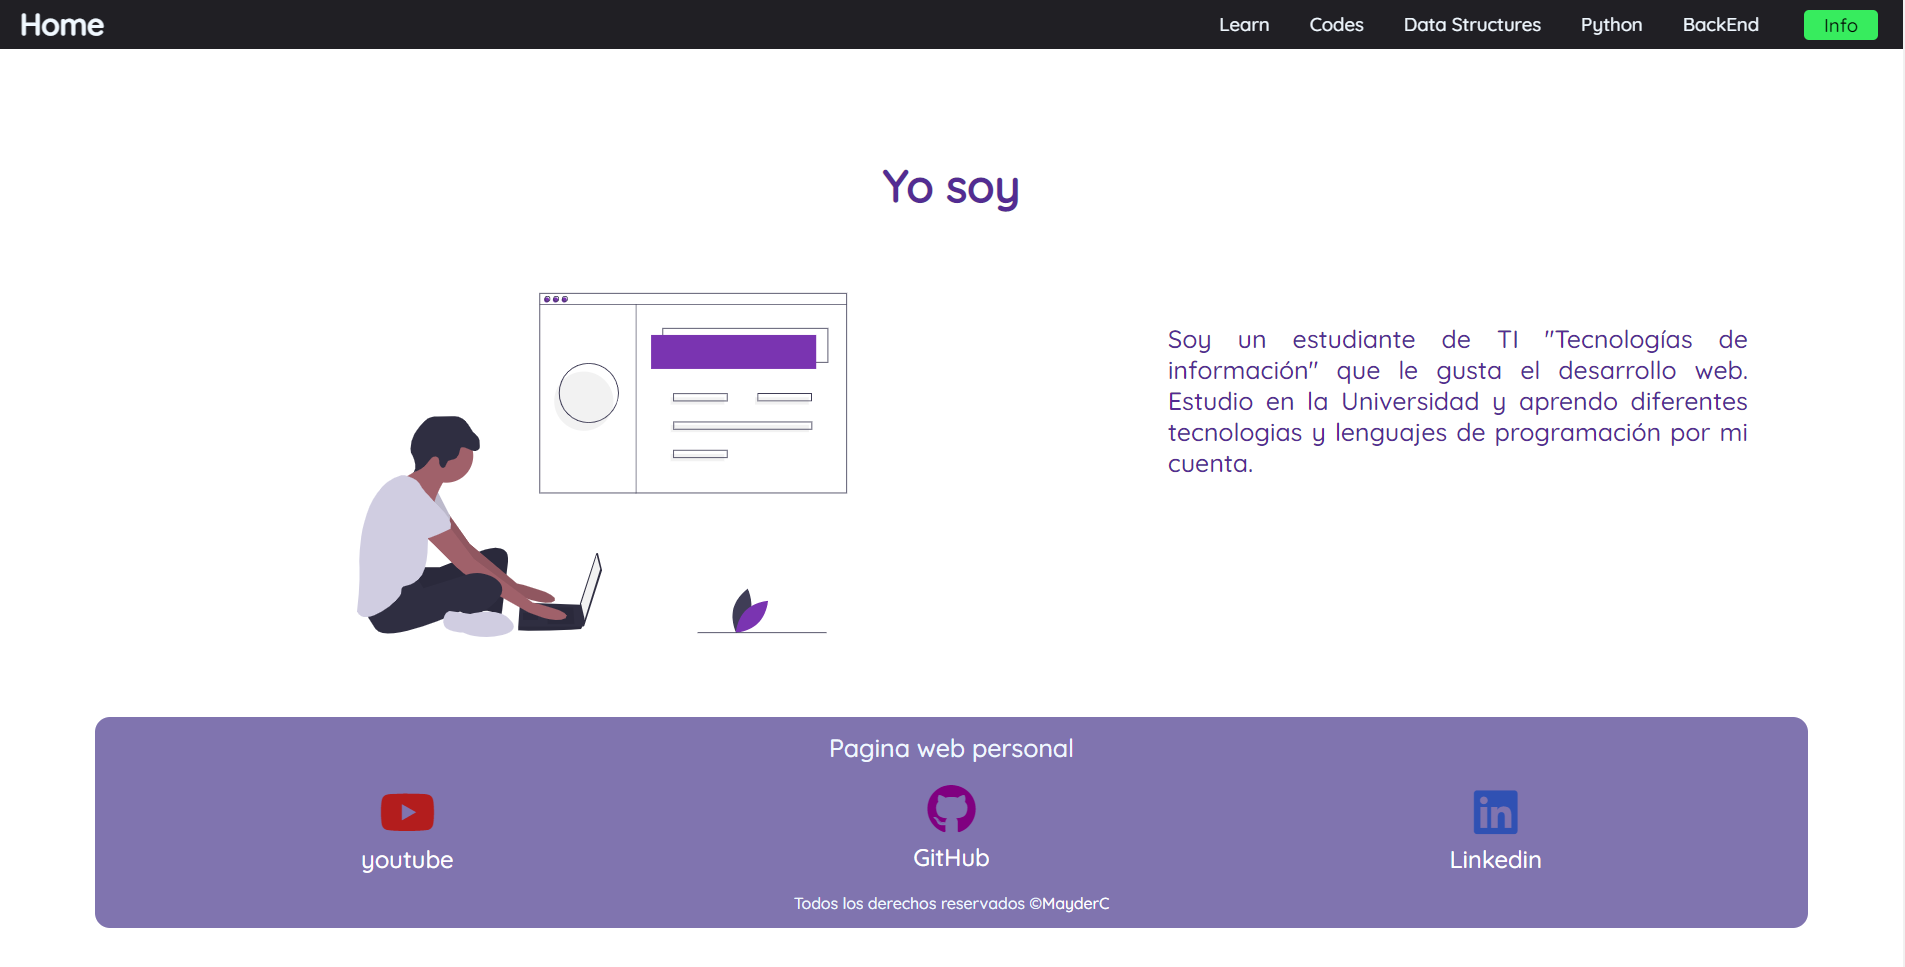 Home
Learn
Codes
Data Structures
Python
BackEnd
Info
Yo soy
Soy un estudiante de TI "Tecnologías de
información" que le gusta el desarrollo web.
Estudio en la Universidad y aprendo diferentes
tecnologias y lenguajes de programación por mi
cuenta.
Pagina web personal
youtube
GitHub
Linkedin
Todos los derechos reservados ©MayderC